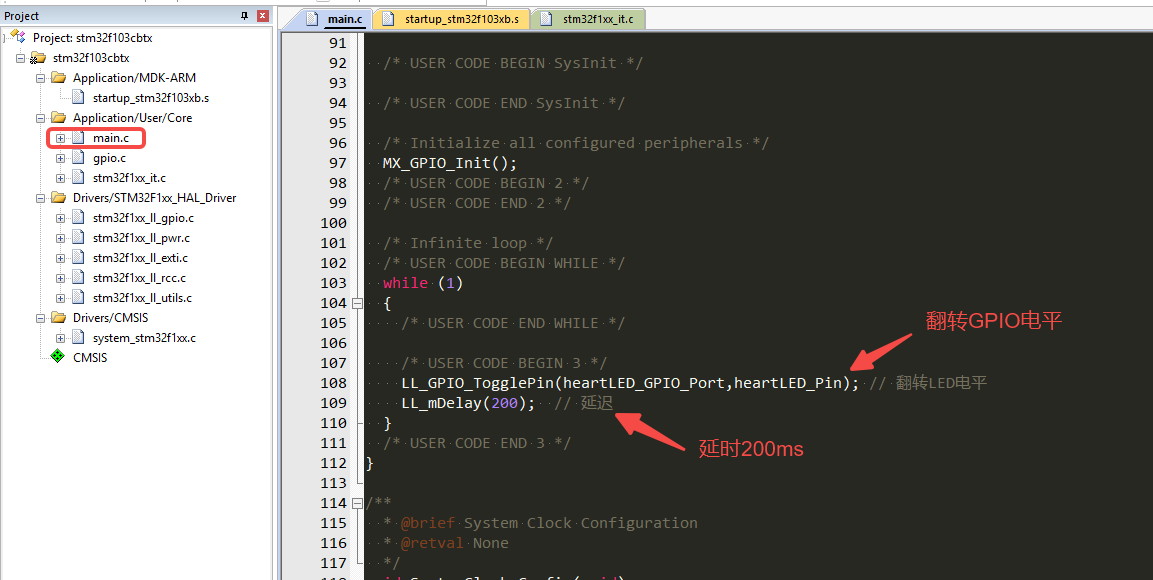 Project
Project: stm32f103cbtx
stm32f103cbtx
Application/MDK-ARM
startup_stm32f103xb.s
Application/User/Core
main.c
gpio.c
stm32f1xx_it.c
Drivers/STM32F1xx_HAL_Driver
stm32f1xx_ll_gpio.c
stm32f1xx_ll_pwr.c
stm32f1xx_ll_exti.c
stm32f1xx_ll_rcc.c
stm32f1xx_ll_utils.c
Drivers/CMSIS
system_stm32f1xx.c
CMSIS
main.c startup_stm32f103xb.s stm32f1xx_it.c
91
92 /* USER CODE BEGIN SysInit */
93
94 /* USER CODE END SysInit */
95
96 /* Initialize all configured peripherals */
97 MX_GPIO_Init();
98 /* USER CODE BEGIN 2 */
99 /* USER CODE END 2 */
100
101 /* Infinite loop */
102 /* USER CODE BEGIN WHILE */
103 while (1)
104 {
105 /* USER CODE END WHILE */
106
107 /* USER CODE BEGIN 3 */
108 LL_GPIO_TogglePin(heartLED_GPIO_Port,heartLED_Pin); // 翻转LED电平
109 LL_mDelay(200); // 延迟
110 }
111 /* USER CODE END 3 */
112 }
113
114 /**
115 * @brief System Clock Configuration
116 * @retval None
117 */
翻转GPIO电平
延时200ms